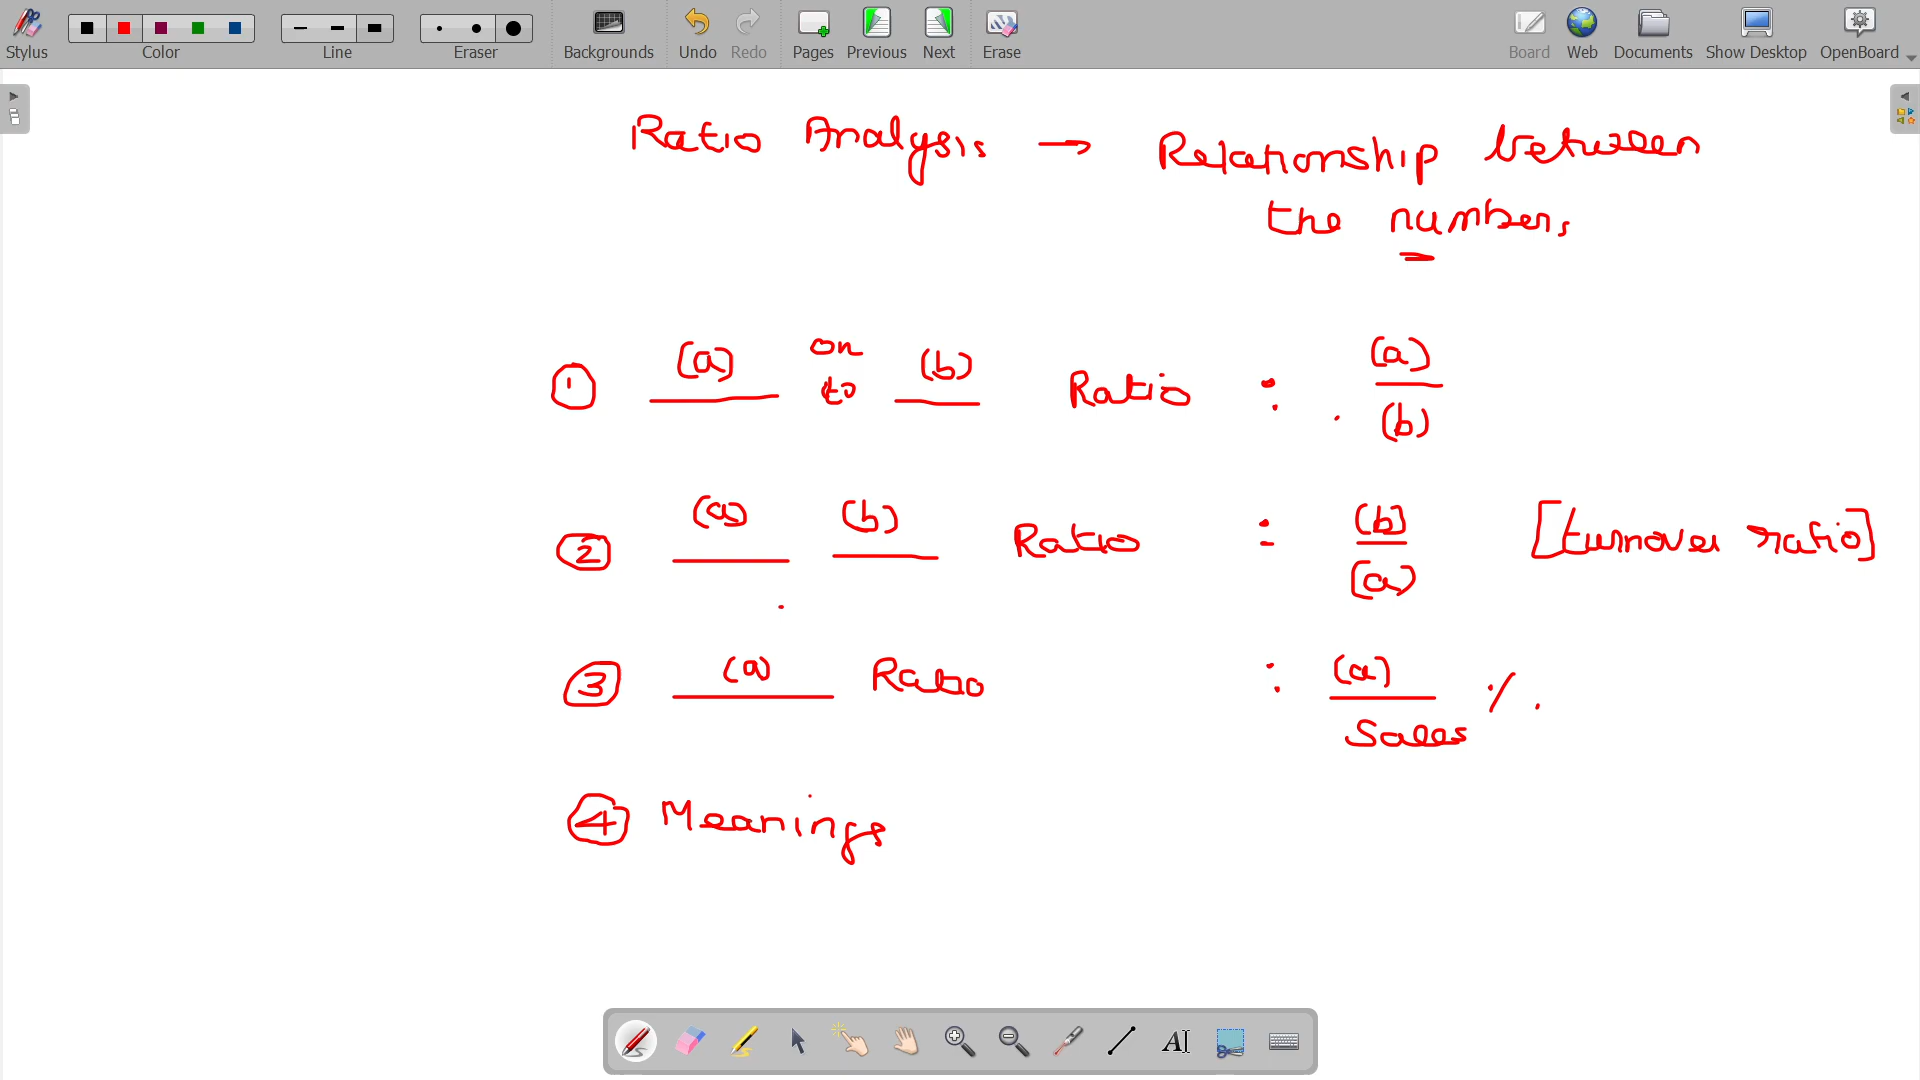 Stylus Color Line Eraser Backgrounds Undo Redo Pages Previous Next Erase Board Web Documents Show Desktop OpenBoard
Ratio Analysis → Relationship between
the numbers
① (a) on to (b) Ratio : (a) / (b)
② (a) (b) Ratio : (b) / (a) [turnover ratio]
③ (a) Ratio : (a) / Sales %.
④ Meanings